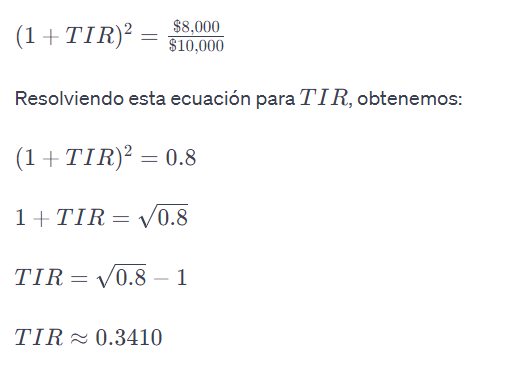 (1 + TIR)² = $8,000 / $10,000
Resolviendo esta ecuación para TIR, obtenemos:
(1 + TIR)² = 0.8
1 + TIR = √0.8
TIR = √0.8 − 1
TIR ≈ 0.3410